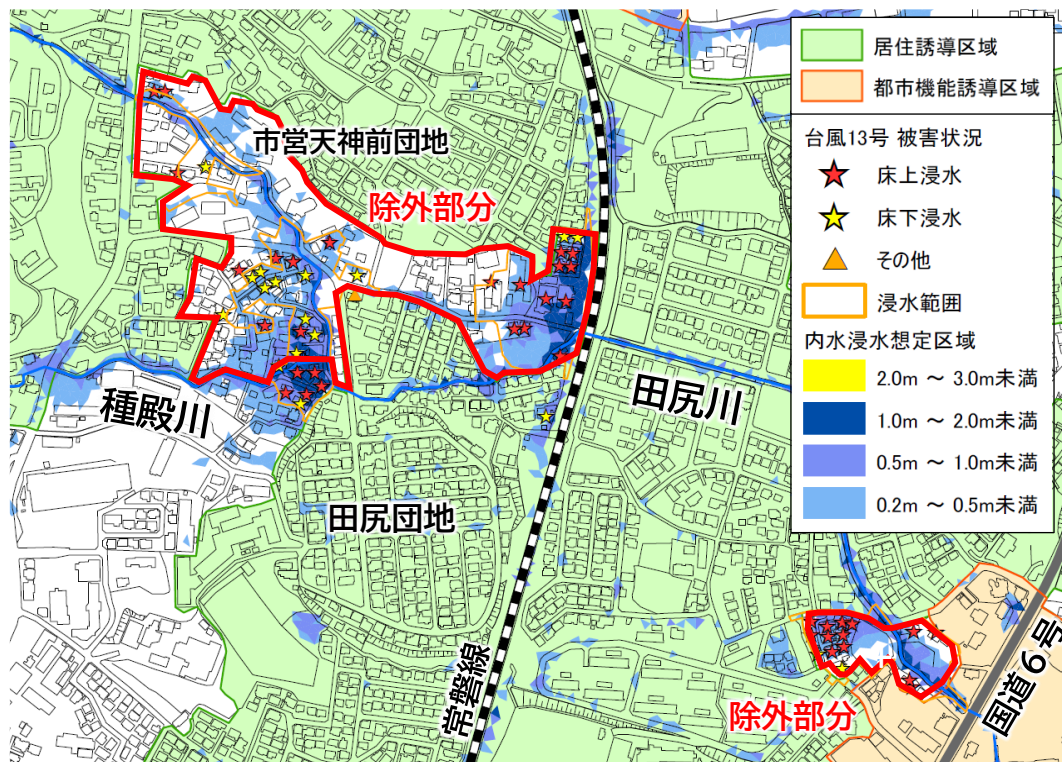 居住誘導区域
都市機能誘導区域
台風13号 被害状況
床上浸水
床下浸水
その他
浸水範囲
内水浸水想定区域
2.0m ～ 3.0m未満
1.0m ～ 2.0m未満
0.5m ～ 1.0m未満
0.2m ～ 0.5m未満
市営天神前団地
除外部分
種殿川
田尻川
田尻団地
常磐線
除外部分
国道6号